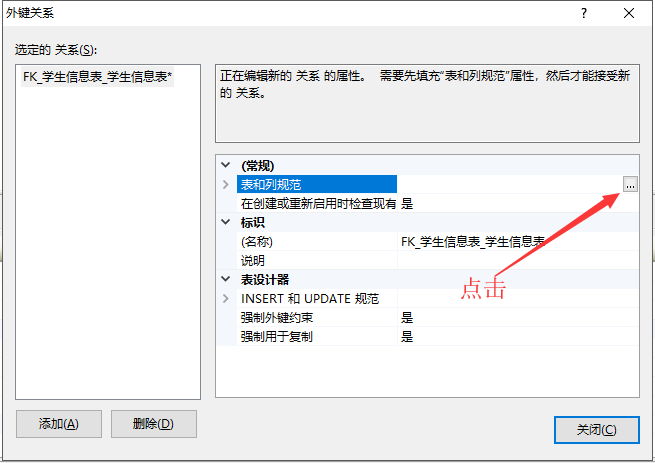 外键关系
?
选定的 关系(S):
FK_学生信息表_学生信息表*
正在编辑新的 关系 的属性。 需要先填充"表和列规范"属性，然后才能接受新
的 关系。
(常规)
表和列规范
...
在创建或重新启用时检查现有 是
标识
(名称) FK_学生信息表_学生信息表
说明
点击
表设计器
INSERT 和 UPDATE 规范
强制外键约束 是
强制用于复制 是
添加(A) 删除(D)
关闭(C)